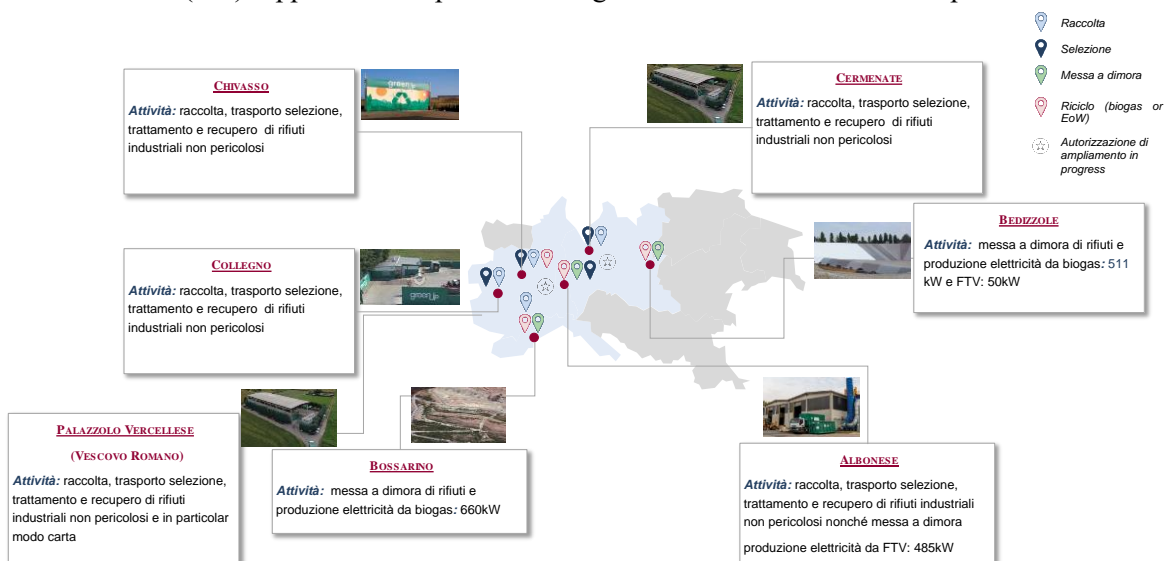 Raccolta
Selezione
Messa a dimora
Riciclo (biogas or
EoW)
Autorizzazione di
ampliamento in
progress
CHIVASSO
Attività: raccolta, trasporto selezione,
trattamento e recupero di rifiuti
industriali non pericolosi
CERMENATE
Attività: raccolta, trasporto selezione,
trattamento e recupero di rifiuti
industriali non pericolosi
BEDIZZOLE
Attività: messa a dimora di rifiuti e
produzione elettricità da biogas: 511
kW e FTV: 50kW
COLLEGNO
Attività: raccolta, trasporto selezione,
trattamento e recupero di rifiuti
industriali non pericolosi
green up
PALAZZOLO VERCELLESE
(VESCOVO ROMANO)
Attività: raccolta, trasporto selezione,
trattamento e recupero di rifiuti
industriali non pericolosi e in particolar
modo carta
BOSSARINO
Attività: messa a dimora di rifiuti e
produzione elettricità da biogas: 660kW
ALBONESE
Attività: raccolta, trasporto selezione,
trattamento e recupero di rifiuti industriali
non pericolosi nonché messa a dimora
produzione elettricità da FTV: 485kW